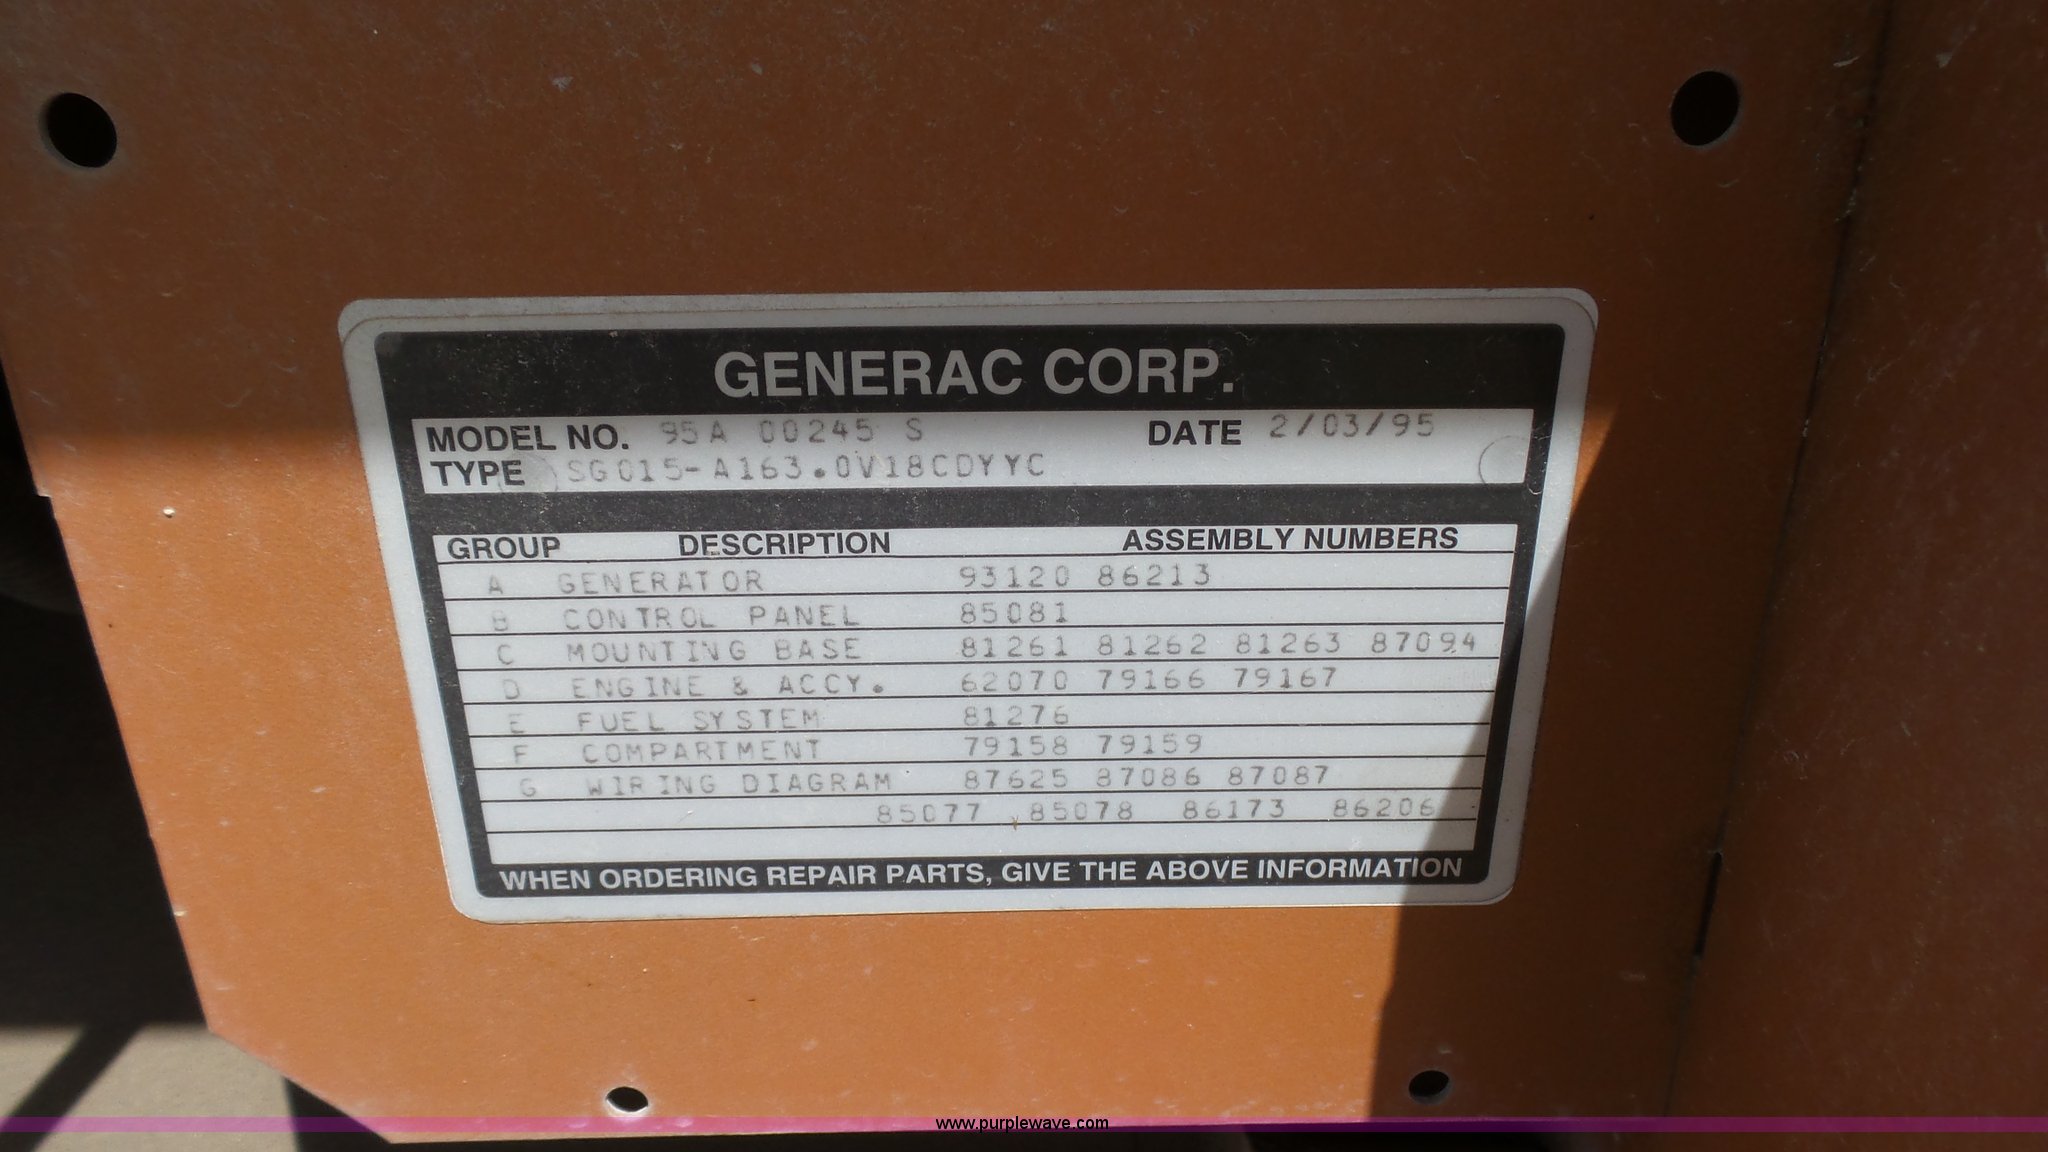 GENERAC CORP.
MODEL NO. 95A 00245 S DATE 2/03/95
TYPE SG015-A163.0V18CDYYC
GROUP DESCRIPTION ASSEMBLY NUMBERS
A GENERATOR 93120 86213
B CONTROL PANEL 85081
C MOUNTING BASE 81261 81262 81263 87094
D ENGINE & ACCY. 62070 79166 79167
E FUEL SYSTEM 81276
F COMPARTMENT 79158 79159
G WIRING DIAGRAM 87625 87086 87087
85077 85078 86173 86206
WHEN ORDERING REPAIR PARTS, GIVE THE ABOVE INFORMATION
www.purplewave.com